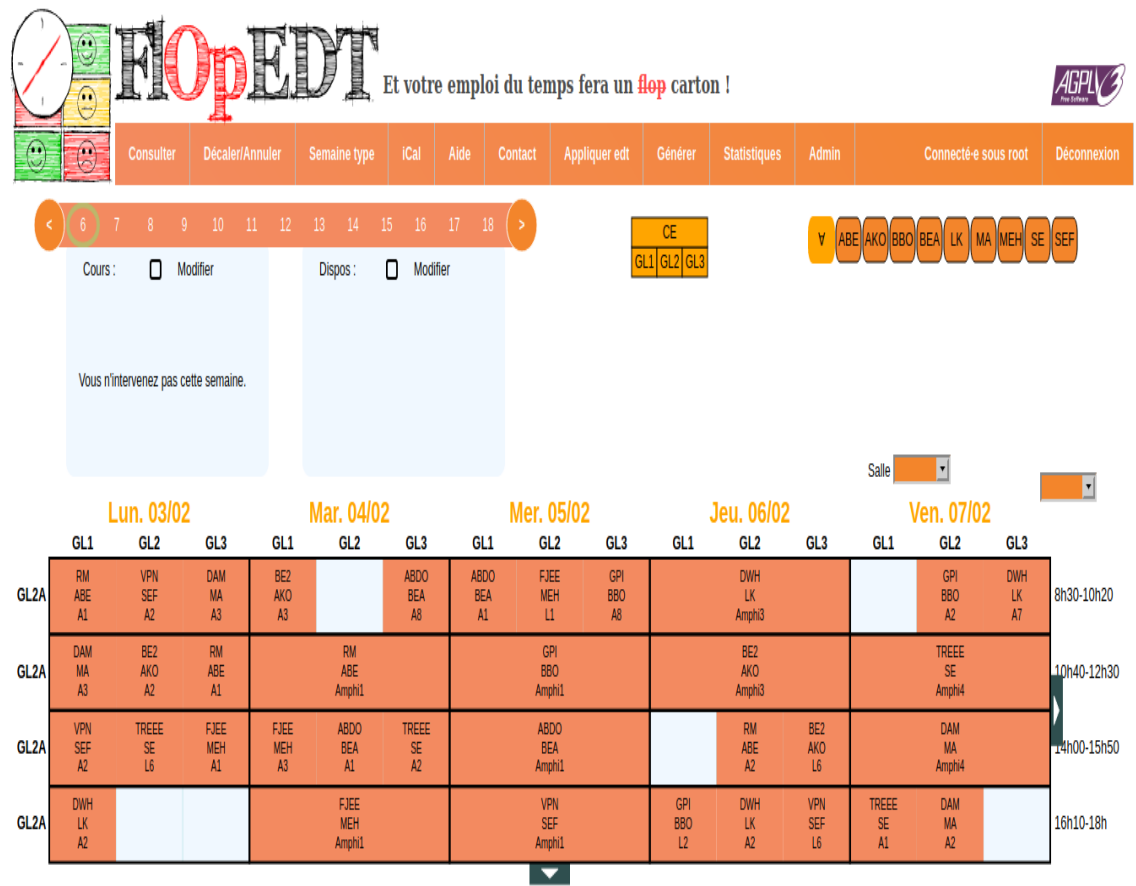 FlOpEDT
Et votre emploi du temps fera un flop carton !
AGPLv3
Free Software
Consulter Décaler/Annuler Semaine type iCal Aide Contact Appliquer edt Générer Statistiques Admin Connecté-e sous root Déconnexion
< 6 7 8 9 10 11 12 13 14 15 16 17 18 >
CE
GL1 GL2 GL3
∀ ABE AKO BBO BEA LK MA MEH SE SEF
Cours : Modifier Dispos : Modifier
Vous n'intervenez pas cette semaine.
Salle
Lun. 03/02 Mar. 04/02 Mer. 05/02 Jeu. 06/02 Ven. 07/02
GL1 GL2 GL3 GL1 GL2 GL3 GL1 GL2 GL3 GL1 GL2 GL3 GL1 GL2 GL3
RM VPN DAM BE2 ABDO ABDO FJEE GPI DWH GPI DWH
GL2A ABE SEF MA AKO BEA BEA MEH BBO LK BBO LK 8h30-10h20
A1 A2 A3 A3 A8 A1 L1 A8 Amphi3 A2 A7
DAM BE2 RM RM GPI BE2 TREEE
GL2A MA AKO ABE ABE BBO AKO SE 10h40-12h30
A3 A2 A1 Amphi1 Amphi1 Amphi3 Amphi4
VPN TREEE FJEE FJEE ABDO TREEE ABDO RM BE2 DAM
GL2A SEF SE MEH MEH BEA SE BEA ABE AKO MA 14h00-15h50
A2 L6 A1 A3 A1 A2 Amphi1 A2 L6 Amphi4
DWH FJEE VPN GPI DWH VPN TREEE DAM
GL2A LK MEH SEF BBO LK SEF SE MA 16h10-18h
A2 Amphi1 Amphi1 L2 A2 L6 A1 A2